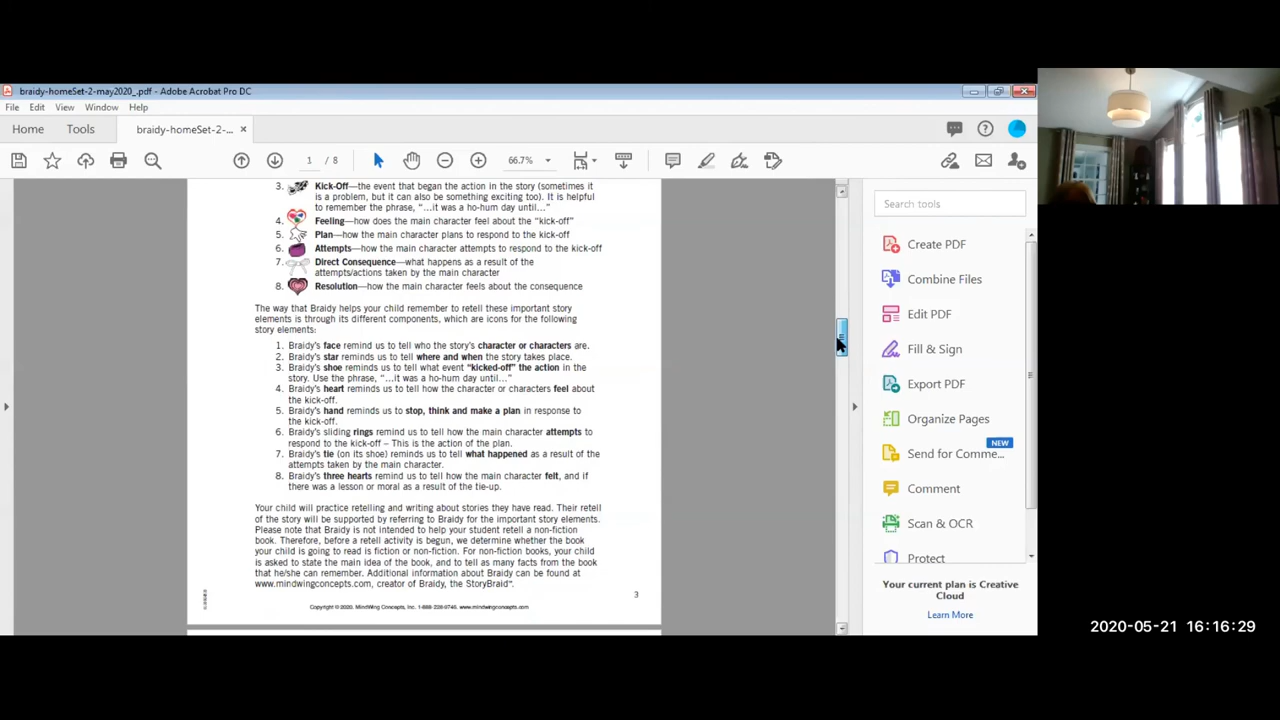 braidy-homeSet-2-may2020_.pdf - Adobe Acrobat Pro DC
File Edit View Window Help
Home Tools braidy-homeSet-2-... ×
1 / 8 66.7%
3. Kick-Off—the event that began the action in the story (sometimes it
is a problem, but it can also be something exciting too). It is helpful
to remember the phrase, “...it was a ho-hum day until...”
4. Feeling—how does the main character feel about the “kick-off”
5. Plan—how the main character plans to respond to the kick-off
6. Attempts—how the main character attempts to respond to the kick-off
7. Direct Consequence—what happens as a result of the
attempts/actions taken by the main character
8. Resolution—how the main character feels about the consequence
The way that Braidy helps your child remember to retell these important story
elements is through its different components, which are icons for the following
story elements:
1. Braidy’s face remind us to tell who the story’s character or characters are.
2. Braidy’s star reminds us to tell where and when the story takes place.
3. Braidy’s shoe reminds us to tell what event “kicked-off” the action in the
story. Use the phrase, “...it was a ho-hum day until...”
4. Braidy’s heart reminds us to tell how the character or characters feel about
the kick-off.
5. Braidy’s hand reminds us to stop, think and make a plan in response to
the kick-off.
6. Braidy’s sliding rings remind us to tell how the main character attempts to
respond to the kick-off – This is the action of the plan.
7. Braidy’s tie (on its shoe) reminds us to tell what happened as a result of the
attempts taken by the main character.
8. Braidy’s three hearts remind us to tell how the main character felt, and if
there was a lesson or moral as a result of the tie-up.
Your child will practice retelling and writing about stories they have read. Their retell
of the story will be supported by referring to Braidy for the important story elements.
Please note that Braidy is not intended to help your student retell a non-fiction
book. Therefore, before a retell activity is begun, we determine whether the book
your child is going to read is fiction or non-fiction. For non-fiction books, your child
is asked to state the main idea of the book, and to tell as many facts from the book
that he/she can remember. Additional information about Braidy can be found at
www.mindwingconcepts.com, creator of Braidy, the StoryBraid™.
3
Copyright © 2020. MindWing Concepts, Inc. 1-888-228-9746. www.mindwingconcepts.com
Search tools
Create PDF
Combine Files
Edit PDF
Fill & Sign
Export PDF
Organize Pages
NEW
Send for Comme...
Comment
Scan & OCR
Protect
Your current plan is Creative
Cloud
Learn More
2020-05-21 16:16:29